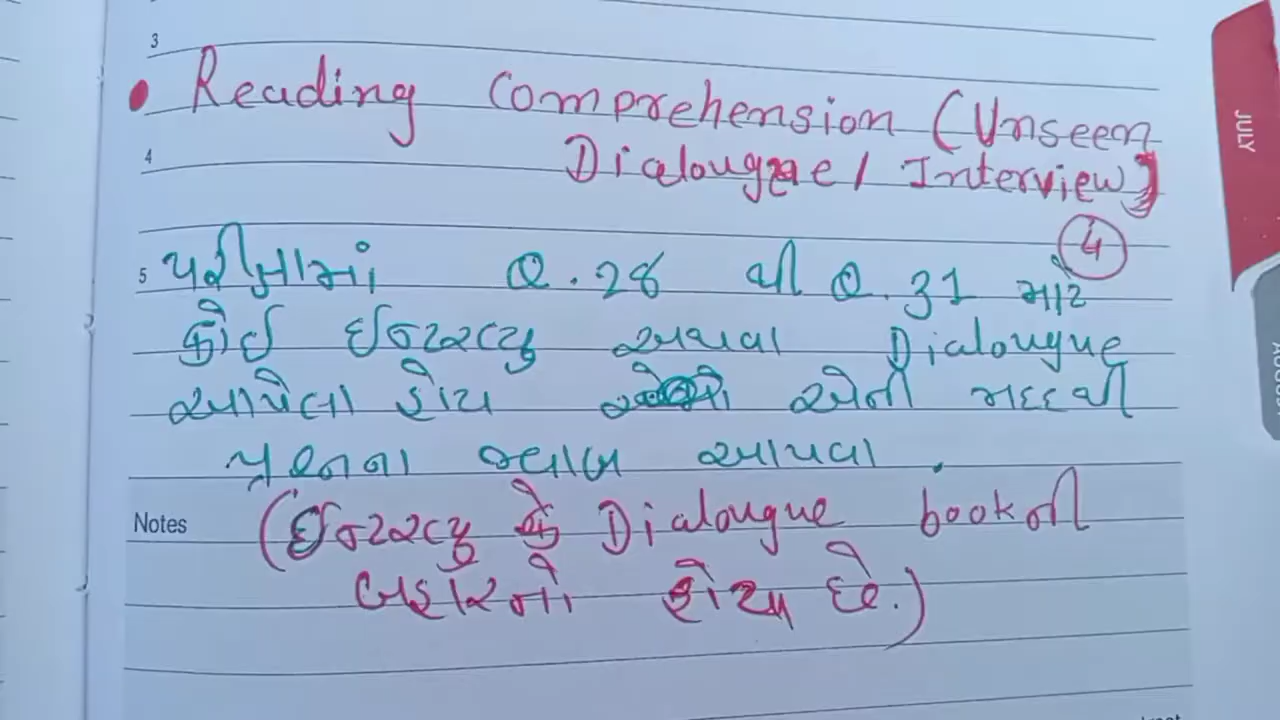 3
• Reading Comprehension (Unseen
4
Dialougue / Interview)
4
5 પરીક્ષામાં Q.28 થી Q.31 માટે
કોઈ ઈન્ટરવ્યુ અથવા Dialougue
આપેલા હોય એની મદદથી
પ્રશ્નના જવાબ આપવા.
Notes (ઈન્ટરવ્યુ કે Dialougue bookની
બહારનો હોય છે.)
JULY